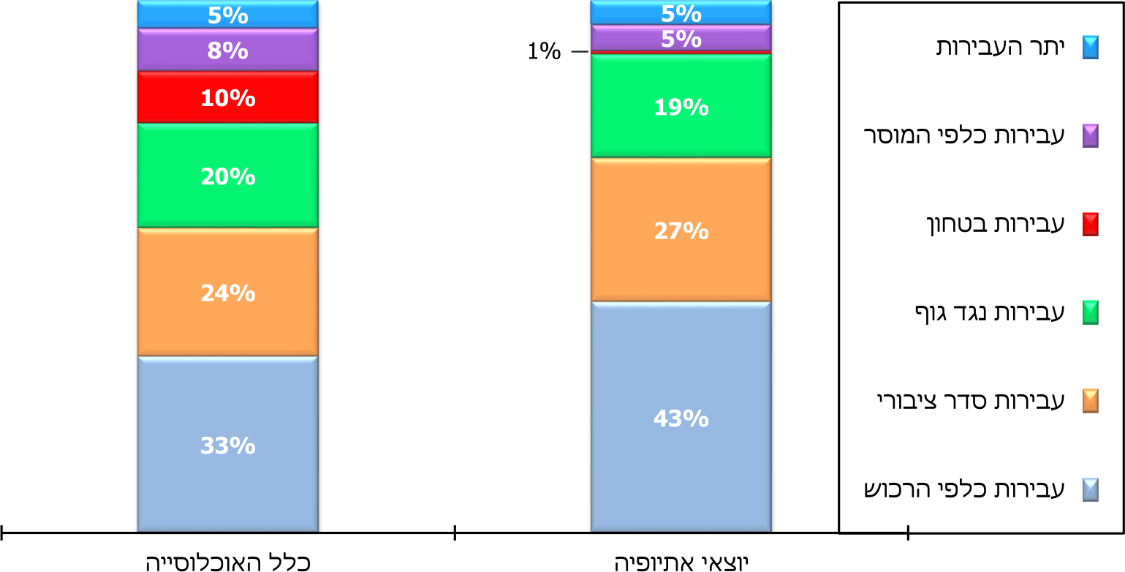 יתר העבירות
עבירות כלפי המוסר
עבירות בטחון
עבירות נגד גוף
עבירות סדר ציבורי
עבירות כלפי הרכוש
5%
5%
1%
19%
27%
43%
יוצאי אתיופיה
5%
8%
10%
20%
24%
33%
כלל האוכלוסייה